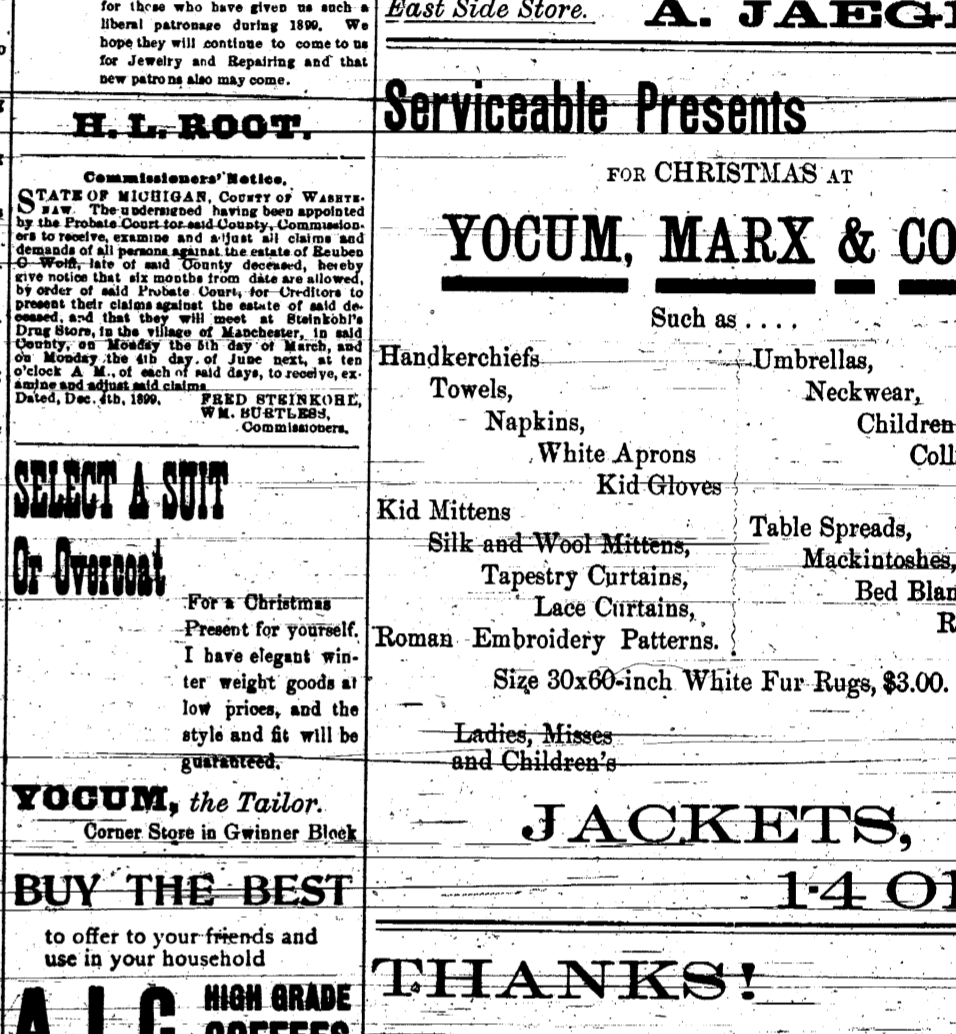 for those who have given us such a
liberal patronage during 1899. We
hope they will continue to come to us
for Jewelry and Repairing and that
new patrons also may come.
H. L. ROOT.
Commissioners' Notice.
STATE OF MICHIGAN, COUNTY OF WASHTE-
NAW. The undersigned having been appointed
by the Probate Court for said County, Commission-
ers to receive, examine and adjust all claims and
demands of all persons against the estate of Reuben
C Wolff, late of said County deceased, hereby
give notice that six months from date are allowed,
by order of said Probate Court, for Creditors to
present their claims against the estate of said de-
ceased, and that they will meet at Steinkohl's
Drug Store, in the village of Manchester, in said
County, on Monday the 5th day of March, and
on Monday the 4th day of June next, at ten
o'clock A M., of each of said days, to receive, ex-
amine and adjust said claims
Dated, Dec. 4th, 1899.
FRED STEINKOHL,
WM. BURTLESS,
Commissioners.
SELECT A SUIT
Or Overcoat
For a Christmas
Present for yourself.
I have elegant win-
ter weight goods at
low prices, and the
style and fit will be
guaranteed.
YOCUM, the Tailor.
Corner Store in Gwinner Block
BUY THE BEST
to offer to your friends and
use in your household
HIGH GRADE
COFFEES
East Side Store.
A. JAEG
Serviceable Presents
FOR CHRISTMAS AT
YOCUM, MARX & CO
Such as . . . .
Handkerchiefs
Towels,
Napkins,
White Aprons
Kid Gloves
Kid Mittens
Silk and Wool Mittens,
Tapestry Curtains,
Lace Curtains,
Roman Embroidery Patterns.
Umbrellas,
Neckwear,
Children
Coll
Table Spreads,
Mackintoshes,
Bed Blan
R
Size 30x60-inch White Fur Rugs, $3.00.
Ladies, Misses
and Children's
JACKETS,
1-4 O
THANKS!